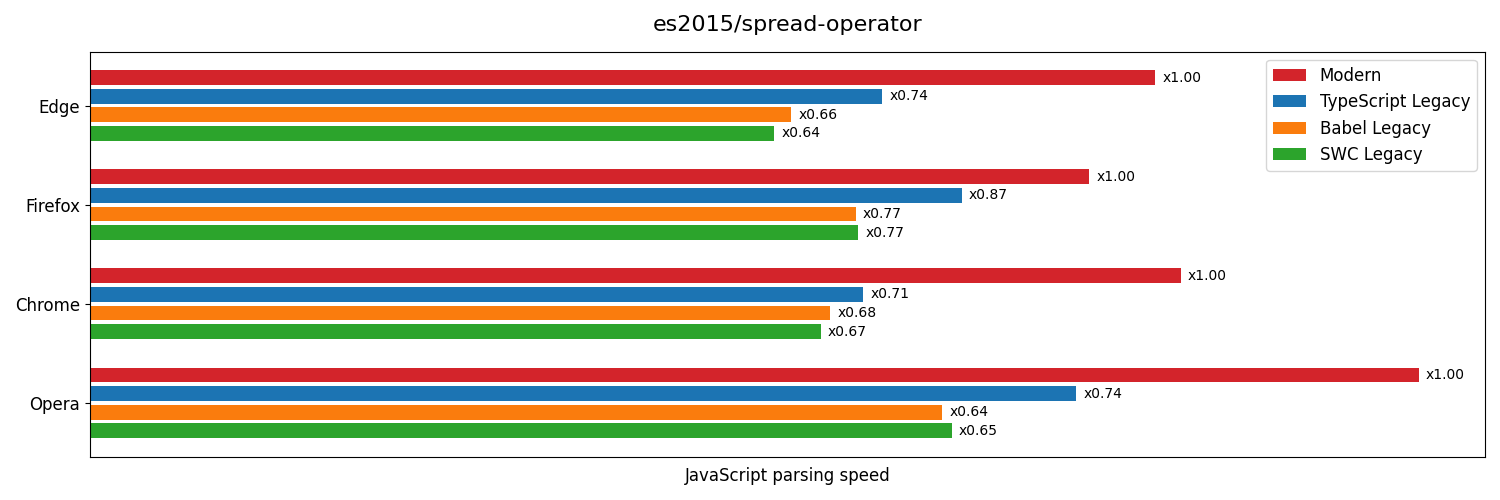 es2015/spread-operator
Modern
TypeScript Legacy
Babel Legacy
SWC Legacy
Edge
x1.00
x0.74
x0.66
x0.64
Firefox
x1.00
x0.87
x0.77
x0.77
Chrome
x1.00
x0.71
x0.68
x0.67
Opera
x1.00
x0.74
x0.64
x0.65
JavaScript parsing speed